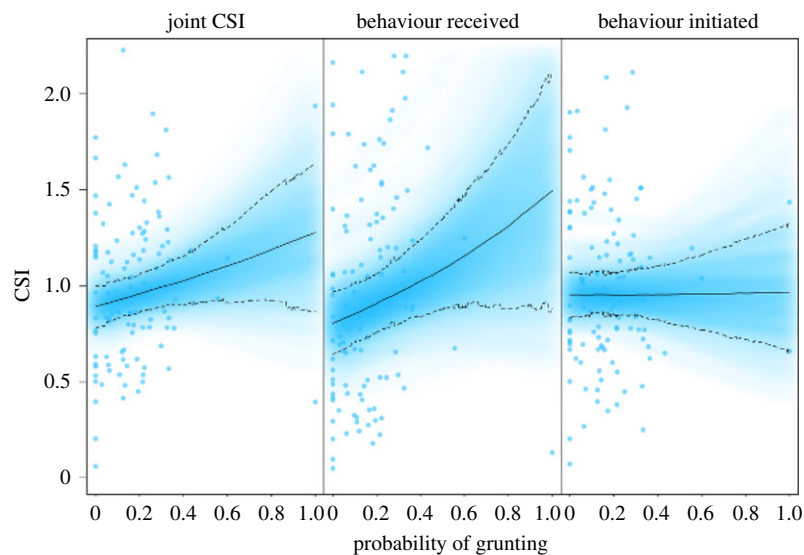 joint CSI behaviour received behaviour initiated
2.0
1.5
1.0
0.5
0
CSI
0 0.2 0.4 0.6 0.8 1.0 0 0.2 0.4 0.6 0.8 1.0 0 0.2 0.4 0.6 0.8 1.0
probability of grunting